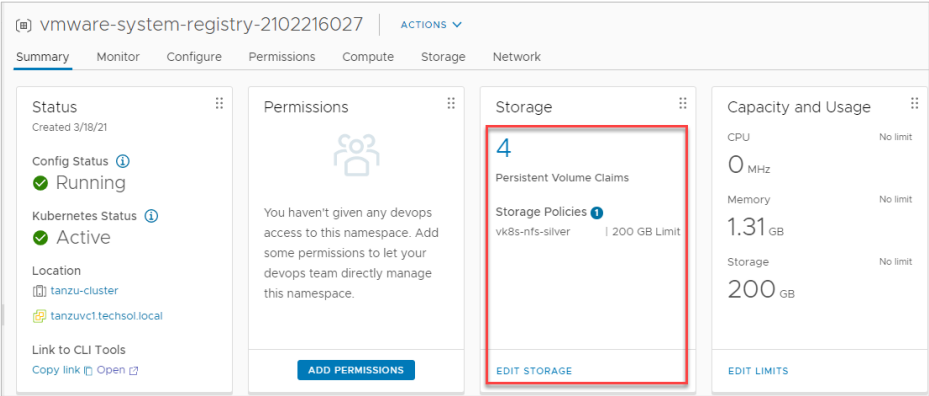 vmware-system-registry-2102216027
ACTIONS
Summary Monitor Configure Permissions Compute Storage Network
Status
Created 3/18/21
Config Status
Running
Kubernetes Status
Active
Location
tanzu-cluster
tanzuvc1.techsol.local
Link to CLI Tools
Copy link Open
Permissions
You haven't given any devops
access to this namespace. Add
some permissions to let your
devops team directly manage
this namespace.
ADD PERMISSIONS
Storage
4
Persistent Volume Claims
Storage Policies 1
vk8s-nfs-silver | 200 GB Limit
EDIT STORAGE
Capacity and Usage
CPU No limit
0 MHz
Memory No limit
1.31 GB
Storage No limit
200 GB
EDIT LIMITS